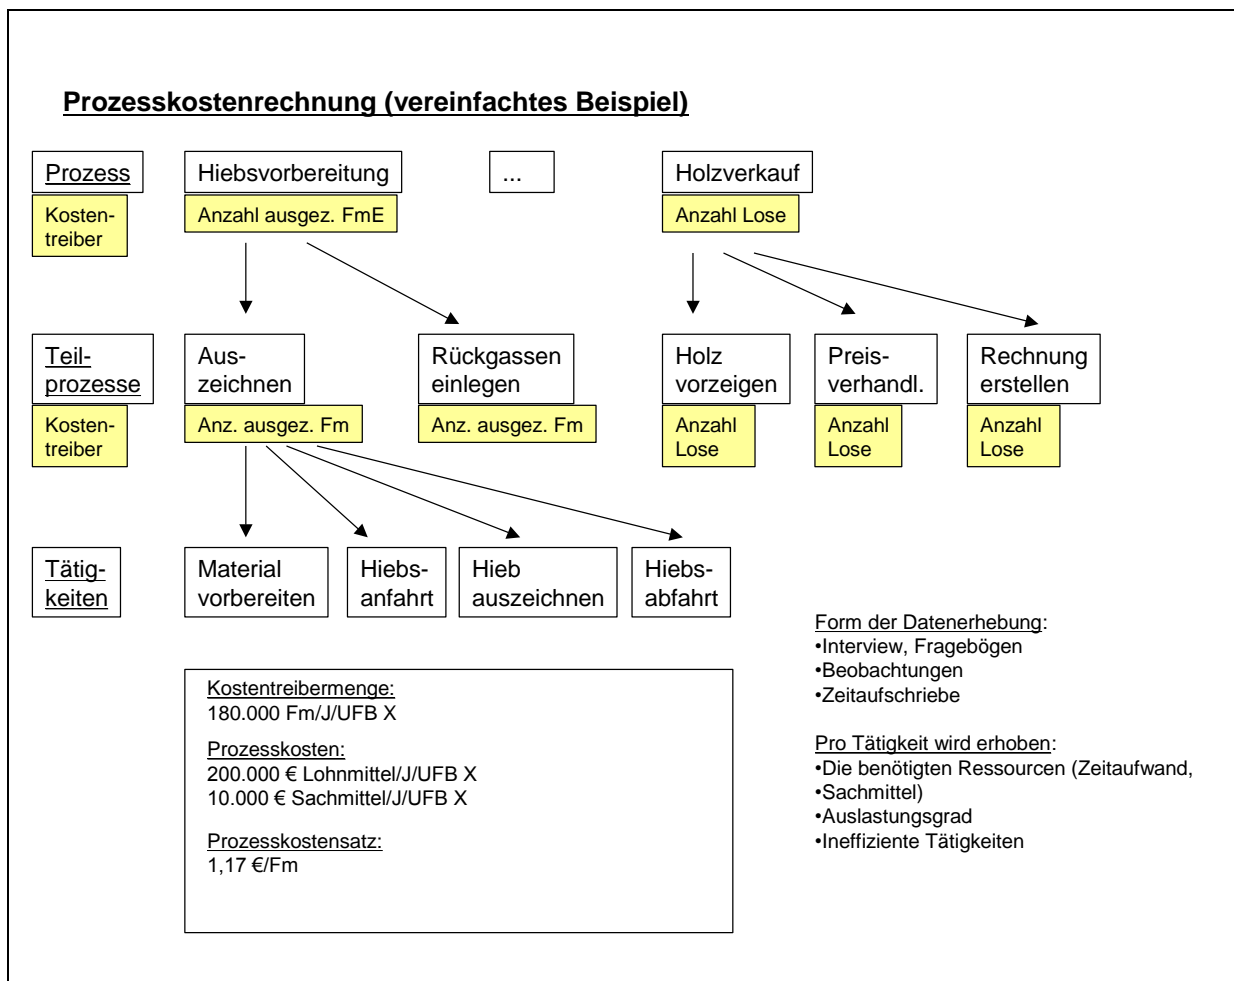 Prozesskostenrechnung (vereinfachtes Beispiel)
Prozess
Hiebsvorbereitung
...
Holzverkauf
Kosten-
treiber
Anzahl ausgez. FmE
Anzahl Lose
Teil-
prozesse
Aus-
zeichnen
Rückgassen
einlegen
Holz
vorzeigen
Preis-
verhandl.
Rechnung
erstellen
Kosten-
treiber
Anz. ausgez. Fm
Anz. ausgez. Fm
Anzahl
Lose
Anzahl
Lose
Anzahl
Lose
Tätig-
keiten
Material
vorbereiten
Hiebs-
anfahrt
Hieb
auszeichnen
Hiebs-
abfahrt
Kostentreibermenge:
180.000 Fm/J/UFB X
Prozesskosten:
200.000 € Lohnmittel/J/UFB X
10.000 € Sachmittel/J/UFB X
Prozesskostensatz:
1,17 €/Fm
Form der Datenerhebung:
•Interview, Fragebögen
•Beobachtungen
•Zeitaufschriebe
Pro Tätigkeit wird erhoben:
•Die benötigten Ressourcen (Zeitaufwand,
•Sachmittel)
•Auslastungsgrad
•Ineffiziente Tätigkeiten